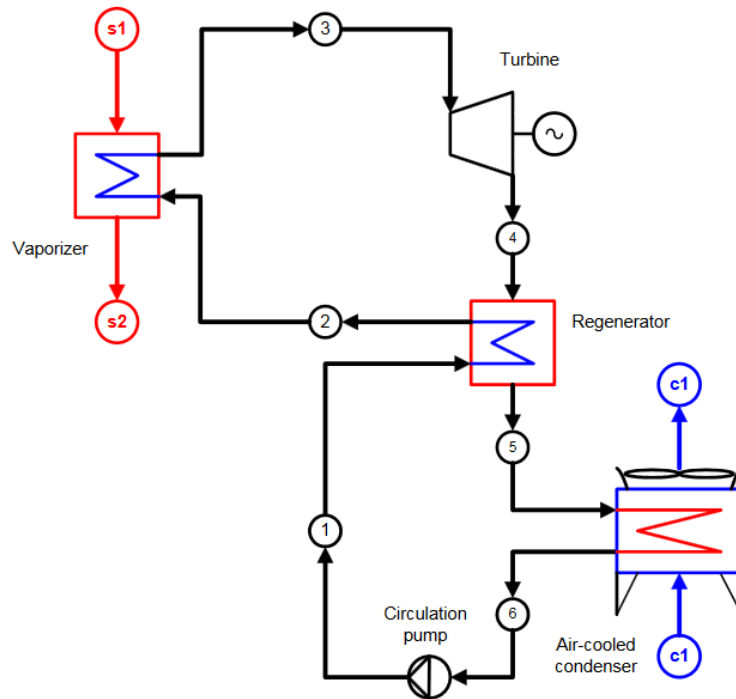 s1
3
Turbine
Vaporizer
4
s2
2
Regenerator
c1
5
1
Circulation
pump
6
Air-cooled
condenser
c1